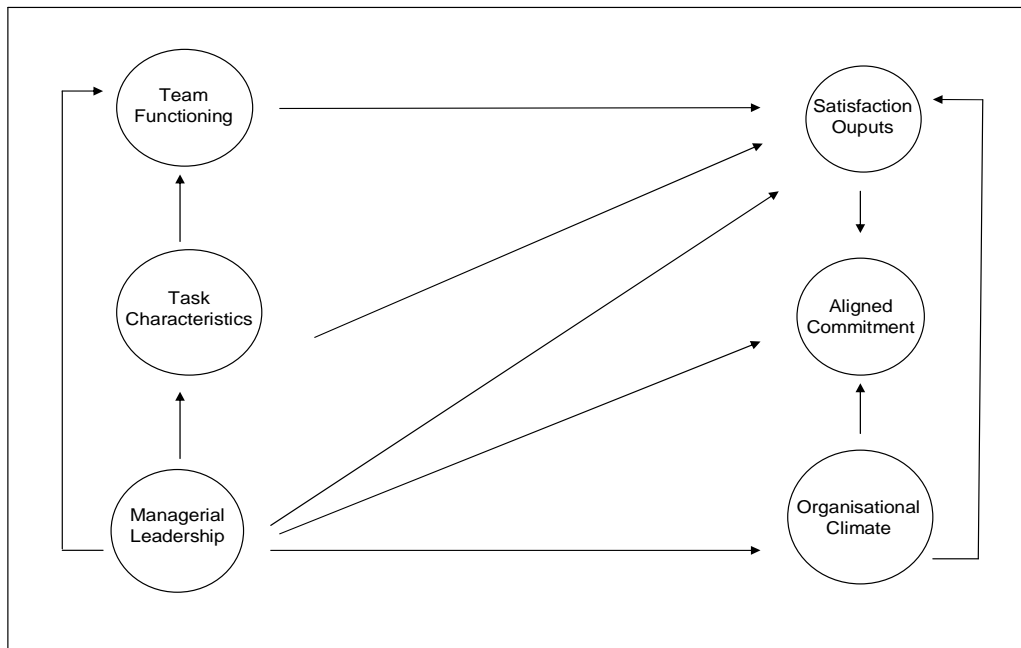 Team
Functioning
Satisfaction
Ouputs
Task
Characteristics
Aligned
Commitment
Managerial
Leadership
Organisational
Climate